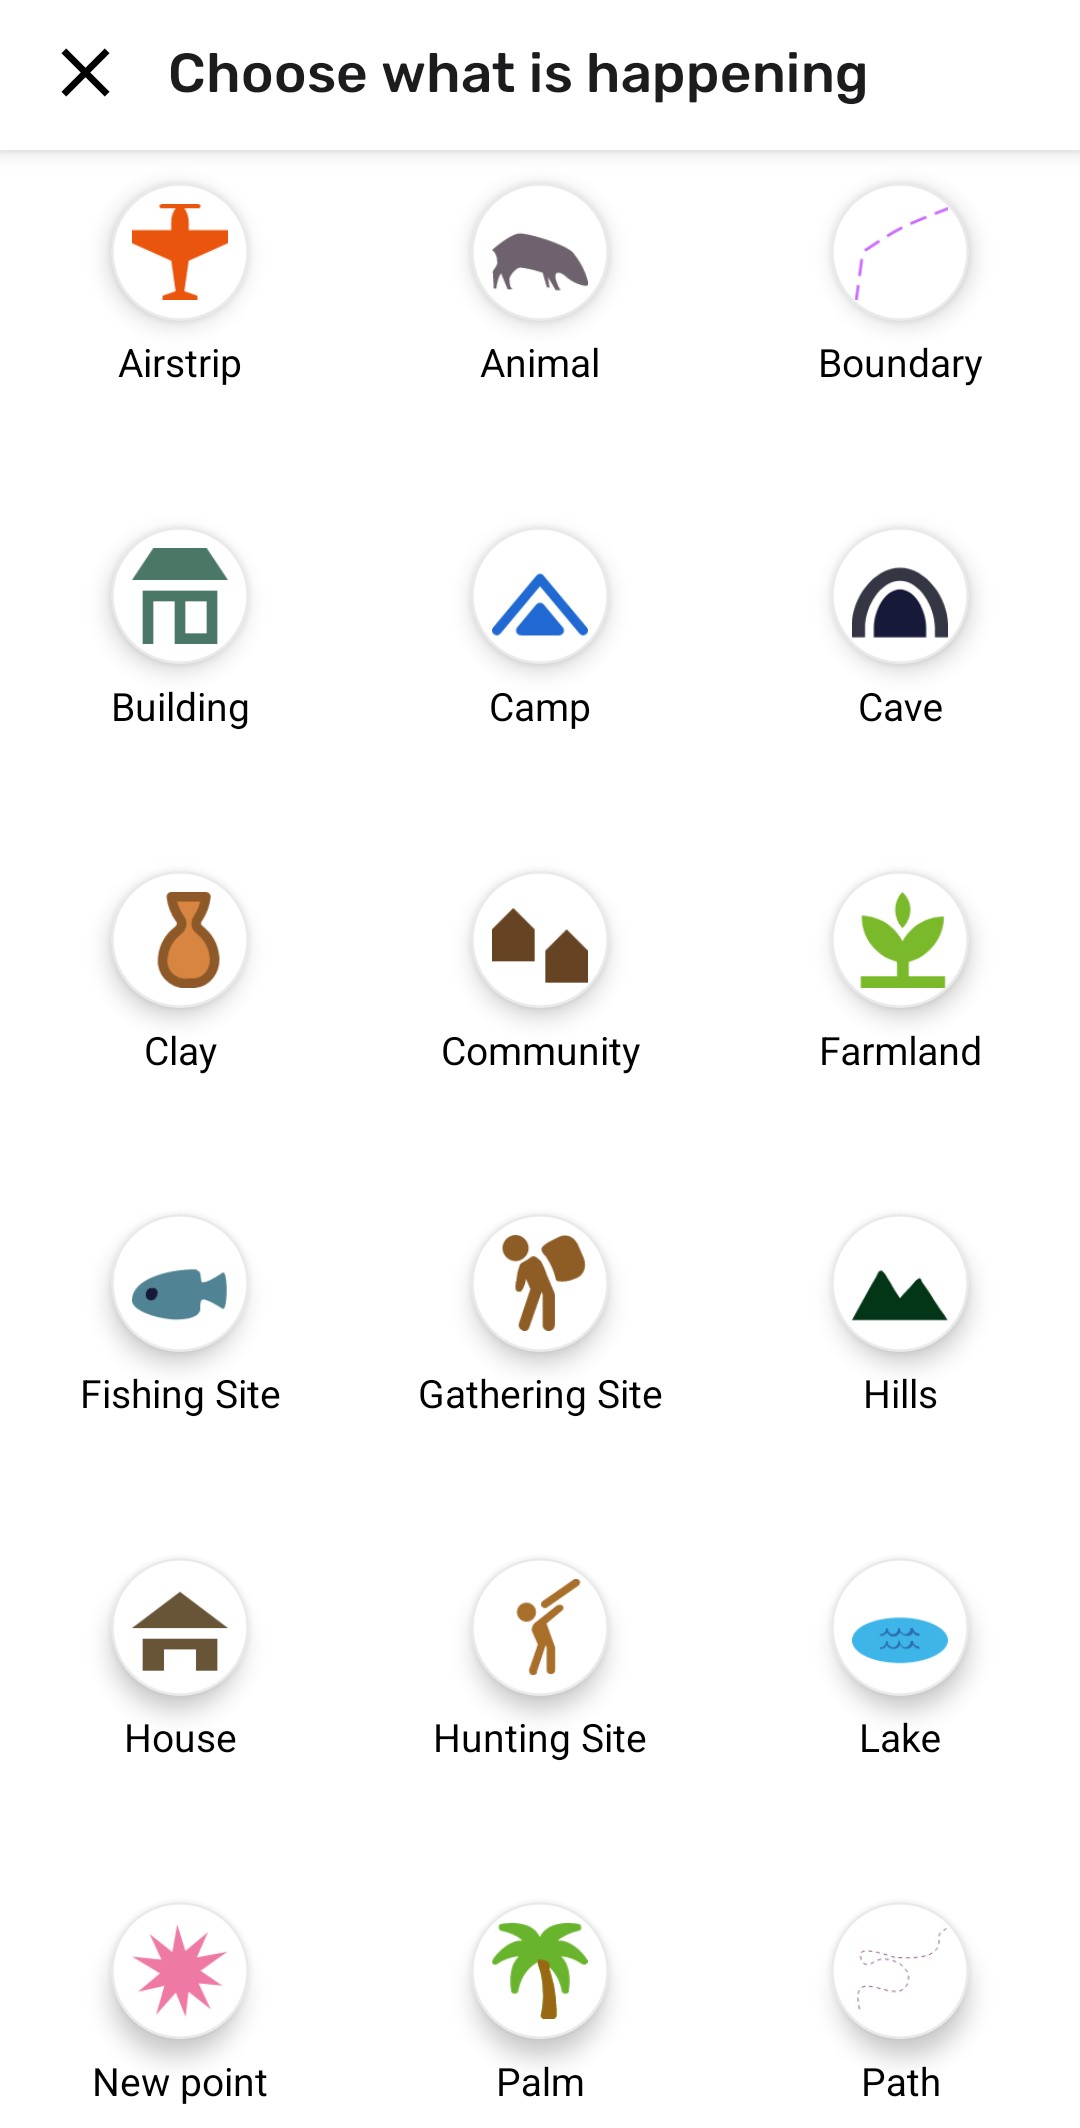 Choose what is happening
Airstrip
Animal
Boundary
Building
Camp
Cave
Clay
Community
Farmland
Fishing Site
Gathering Site
Hills
House
Hunting Site
Lake
New point
Palm
Path